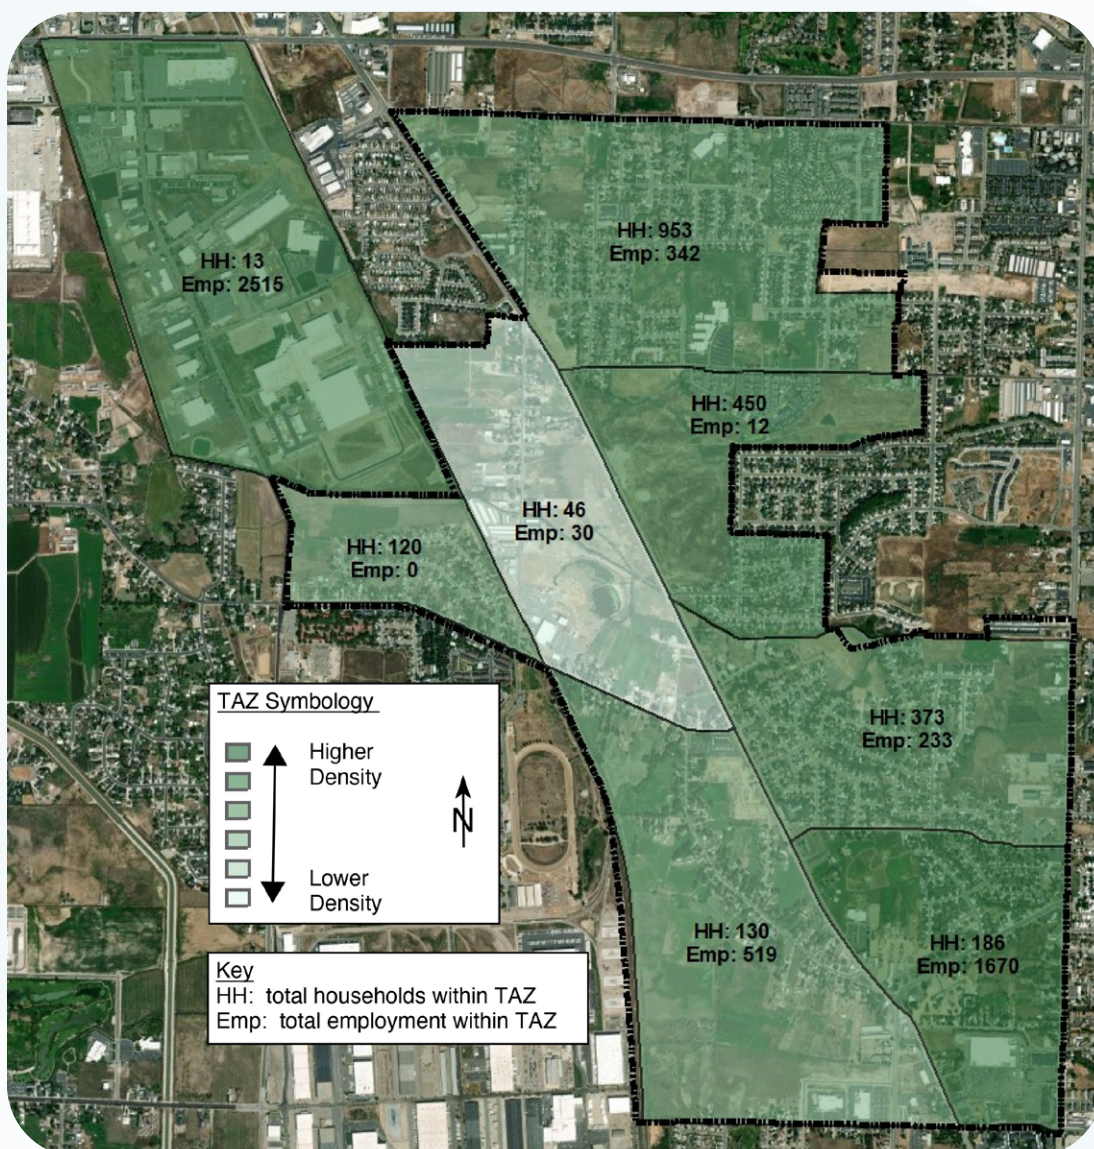 HH: 953
Emp: 342
HH: 13
Emp: 2515
HH: 450
Emp: 12
HH: 46
Emp: 30
HH: 120
Emp: 0
HH: 373
Emp: 233
HH: 130
Emp: 519
HH: 186
Emp: 1670
TAZ Symbology
Higher
Density
N
Lower
Density
Key
HH: total households within TAZ
Emp: total employment within TAZ